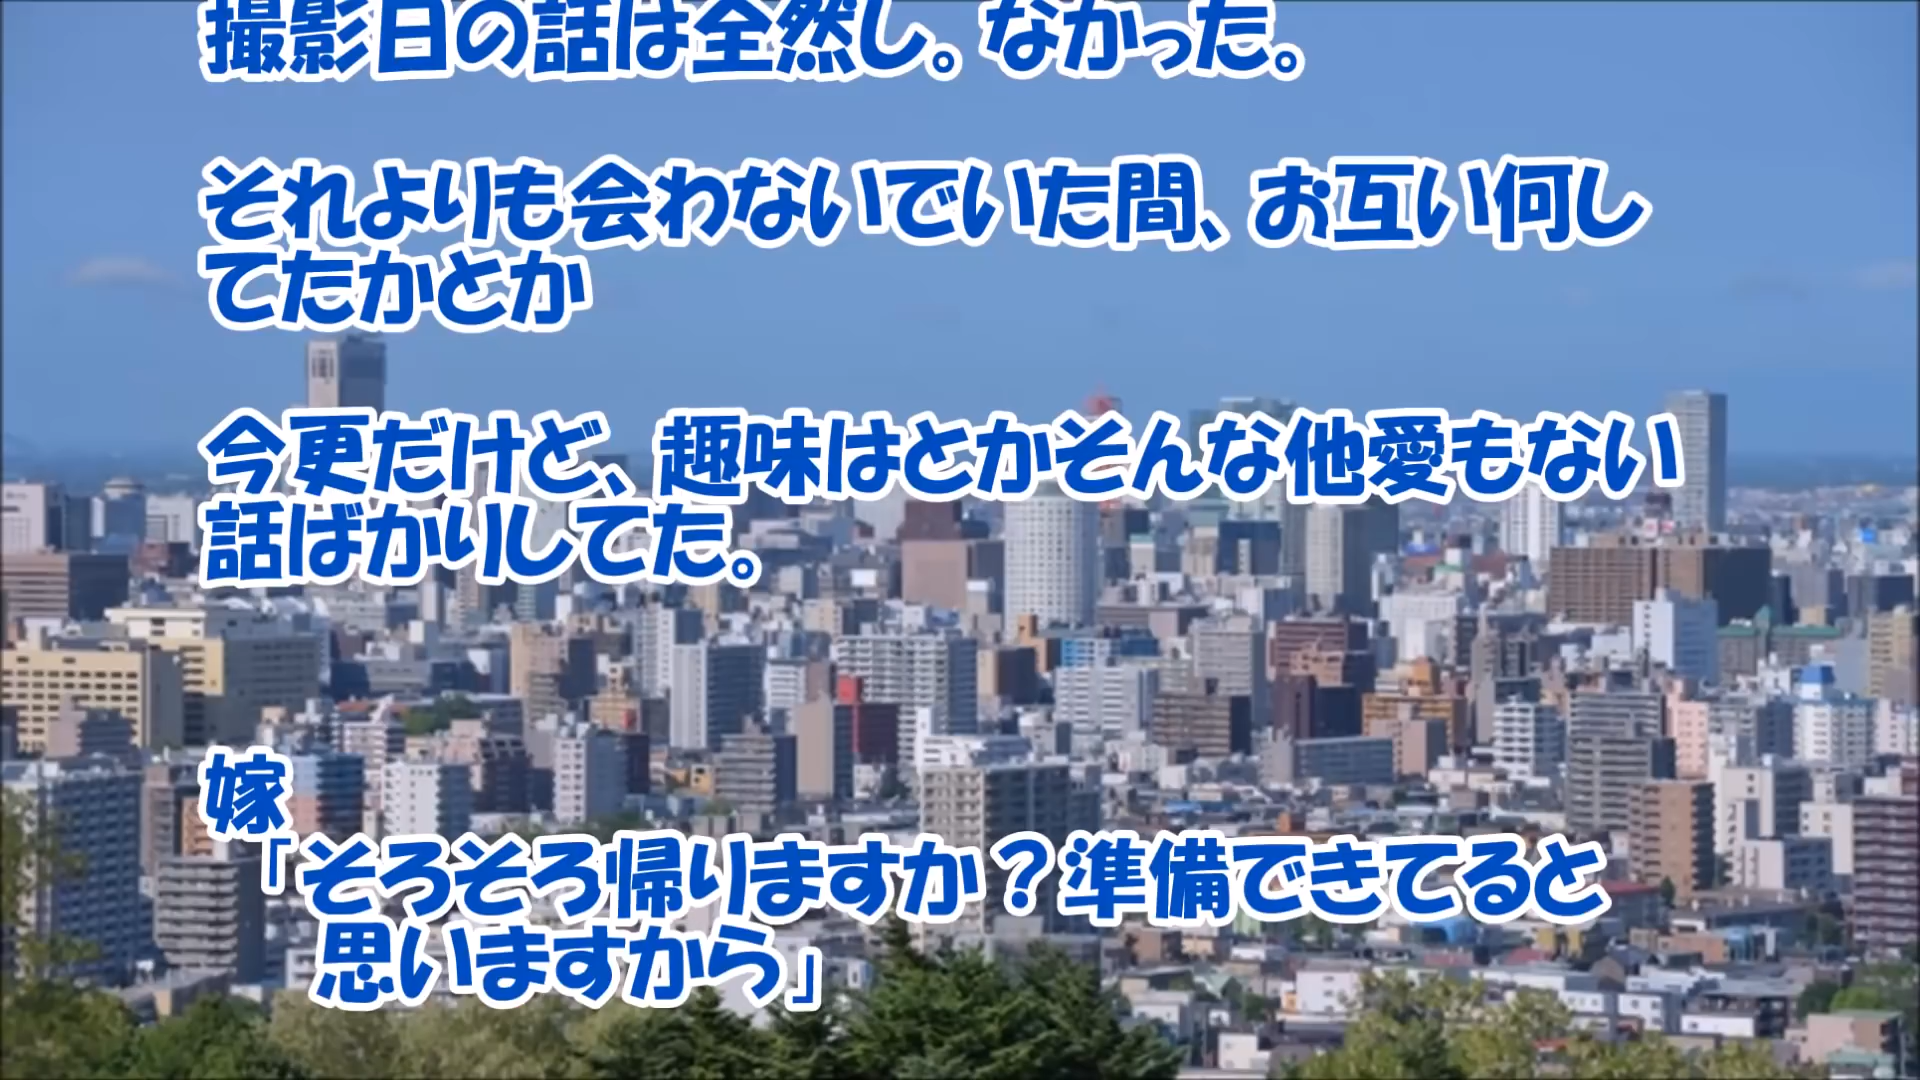 撮影日の話は全然し。なかった。
それよりも会わないでいた間、お互い何し
てたかとか
今更だけど、趣味はとかそんな他愛もない
話ばかりしてた。
嫁
「そろそろ帰りますか？準備できてると
思いますから」